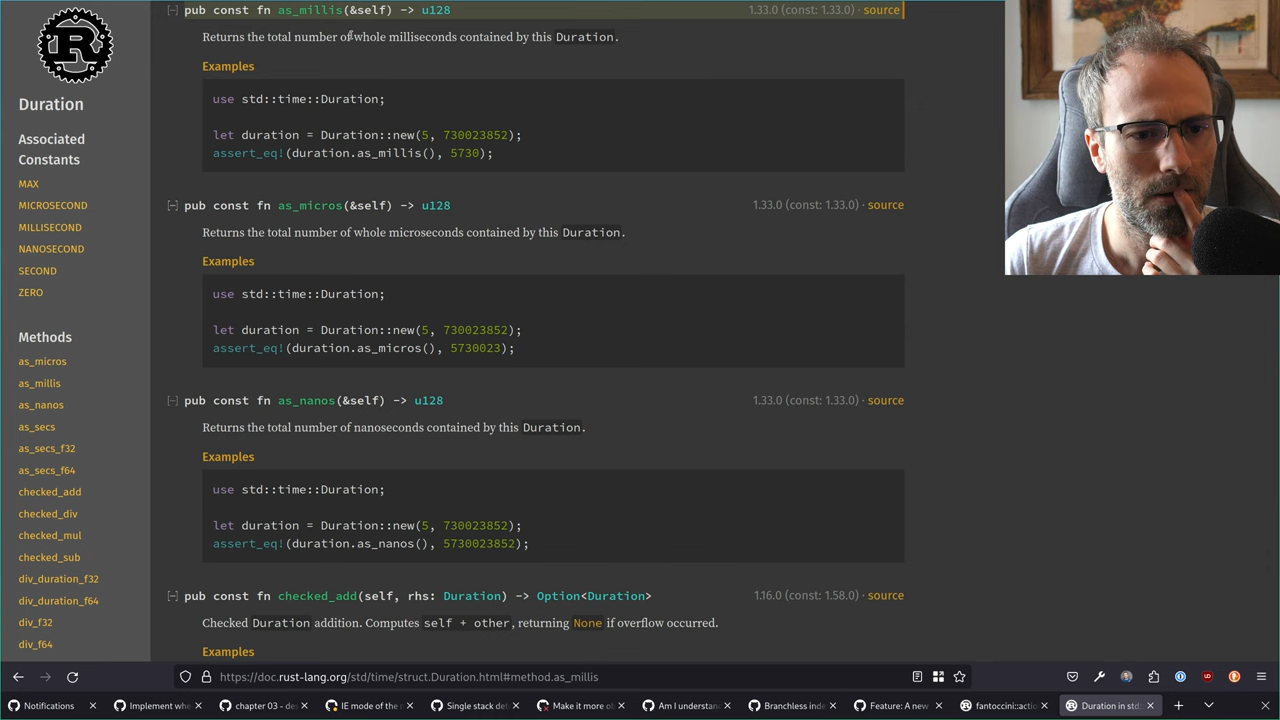 [−] pub const fn as_millis(&self) -> u128 1.33.0 (const: 1.33.0) · source
Returns the total number of whole milliseconds contained by this Duration.
Examples
use std::time::Duration;
let duration = Duration::new(5, 730023852);
assert_eq!(duration.as_millis(), 5730);
[−] pub const fn as_micros(&self) -> u128 1.33.0 (const: 1.33.0) · source
Returns the total number of whole microseconds contained by this Duration.
Examples
use std::time::Duration;
let duration = Duration::new(5, 730023852);
assert_eq!(duration.as_micros(), 5730023);
[−] pub const fn as_nanos(&self) -> u128 1.33.0 (const: 1.33.0) · source
Returns the total number of nanoseconds contained by this Duration.
Examples
use std::time::Duration;
let duration = Duration::new(5, 730023852);
assert_eq!(duration.as_nanos(), 5730023852);
[−] pub const fn checked_add(self, rhs: Duration) -> Option<Duration> 1.16.0 (const: 1.58.0) · source
Checked Duration addition. Computes self + other, returning None if overflow occurred.
Examples
R
Duration
Associated
Constants
MAX
MICROSECOND
MILLISECOND
NANOSECOND
SECOND
ZERO
Methods
as_micros
as_millis
as_nanos
as_secs
as_secs_f32
as_secs_f64
checked_add
checked_div
checked_mul
checked_sub
div_duration_f32
div_duration_f64
div_f32
div_f64
https://doc.rust-lang.org/std/time/struct.Duration.html#method.as_millis
Notifications
Implement whe
chapter 03 - des
IE mode of the n
Single stack det
Make it more ob
Am I understan
Branchless inde
Feature: A new
fantoccini::actio
Duration in std: